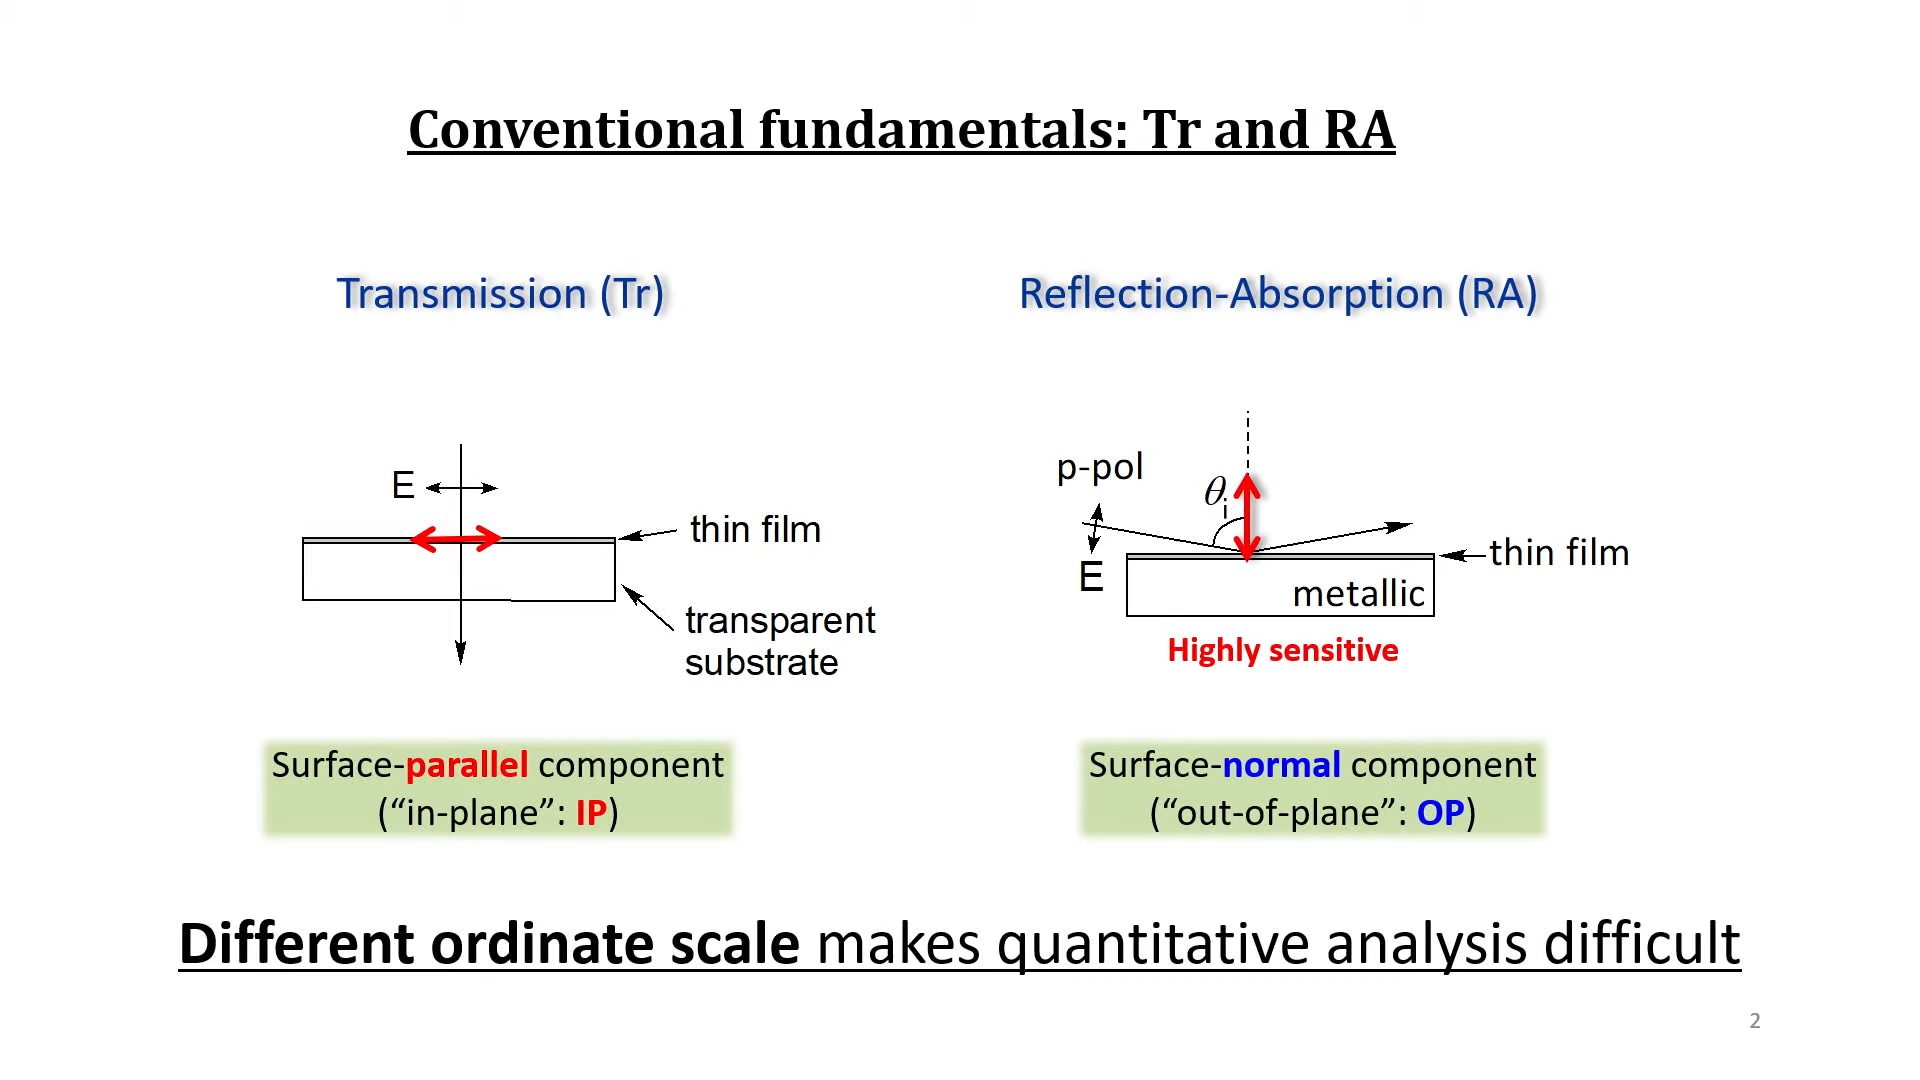 Conventional fundamentals: Tr and RA
Transmission (Tr)
E
thin film
transparent
substrate
Surface-parallel component
(“in-plane”: IP)
Reflection-Absorption (RA)
p-pol
θi
E
thin film
metallic
Highly sensitive
Surface-normal component
(“out-of-plane”: OP)
Different ordinate scale makes quantitative analysis difficult
2